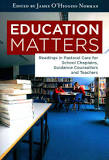 EDITED BY JAMES O'HIGGINS-NORMAN
EDUCATION
MATTERS
Readings in Pastoral Care for
School Chaplains,
Guidance Counsellors
and Teachers